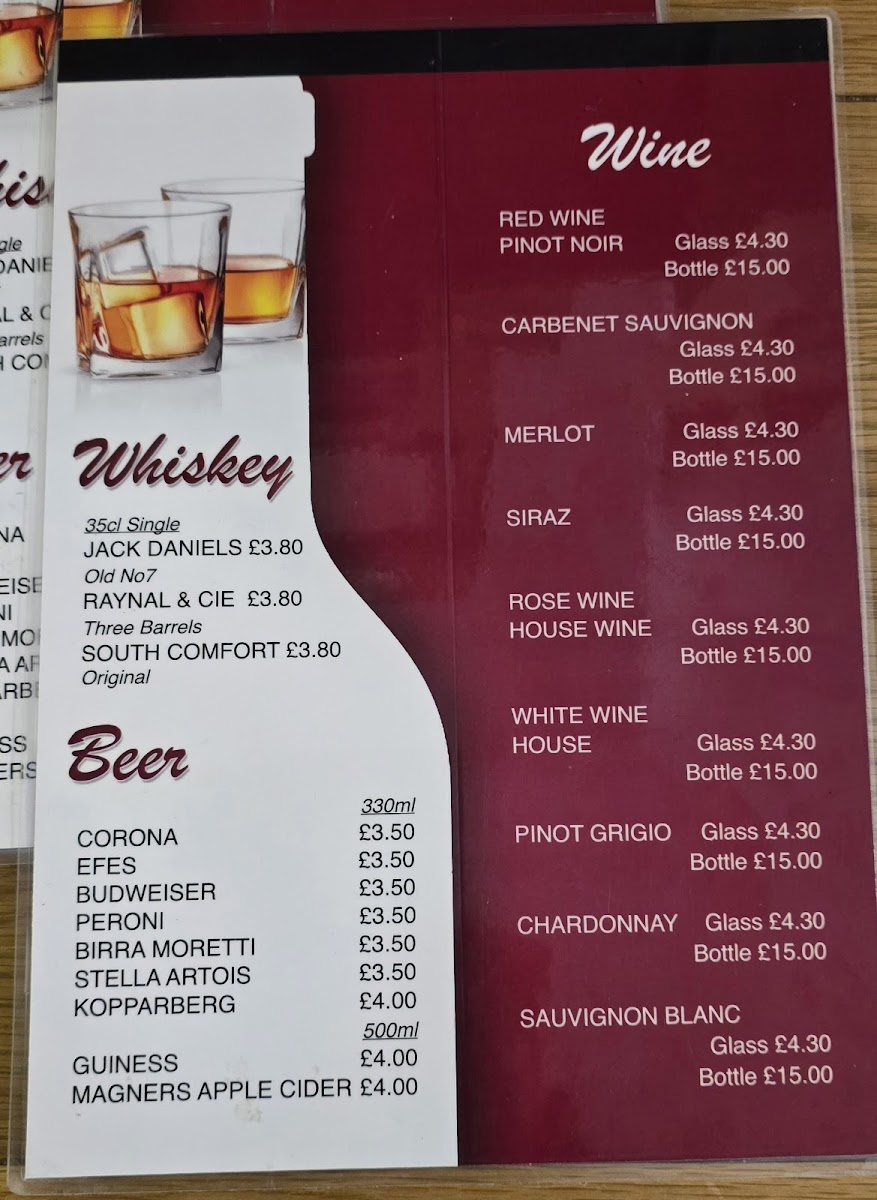 Whiskey
35cl Single
JACK DANIELS £3.80
Old No7
RAYNAL & CIE £3.80
Three Barrels
SOUTH COMFORT £3.80
Original
Beer
330ml
CORONA £3.50
EFES £3.50
BUDWEISER £3.50
PERONI £3.50
BIRRA MORETTI £3.50
STELLA ARTOIS £3.50
KOPPARBERG £4.00
500ml
GUINESS £4.00
MAGNERS APPLE CIDER £4.00
Wine
RED WINE
PINOT NOIR Glass £4.30
Bottle £15.00
CARBENET SAUVIGNON
Glass £4.30
Bottle £15.00
MERLOT Glass £4.30
Bottle £15.00
SIRAZ Glass £4.30
Bottle £15.00
ROSE WINE
HOUSE WINE Glass £4.30
Bottle £15.00
WHITE WINE
HOUSE Glass £4.30
Bottle £15.00
PINOT GRIGIO Glass £4.30
Bottle £15.00
CHARDONNAY Glass £4.30
Bottle £15.00
SAUVIGNON BLANC
Glass £4.30
Bottle £15.00